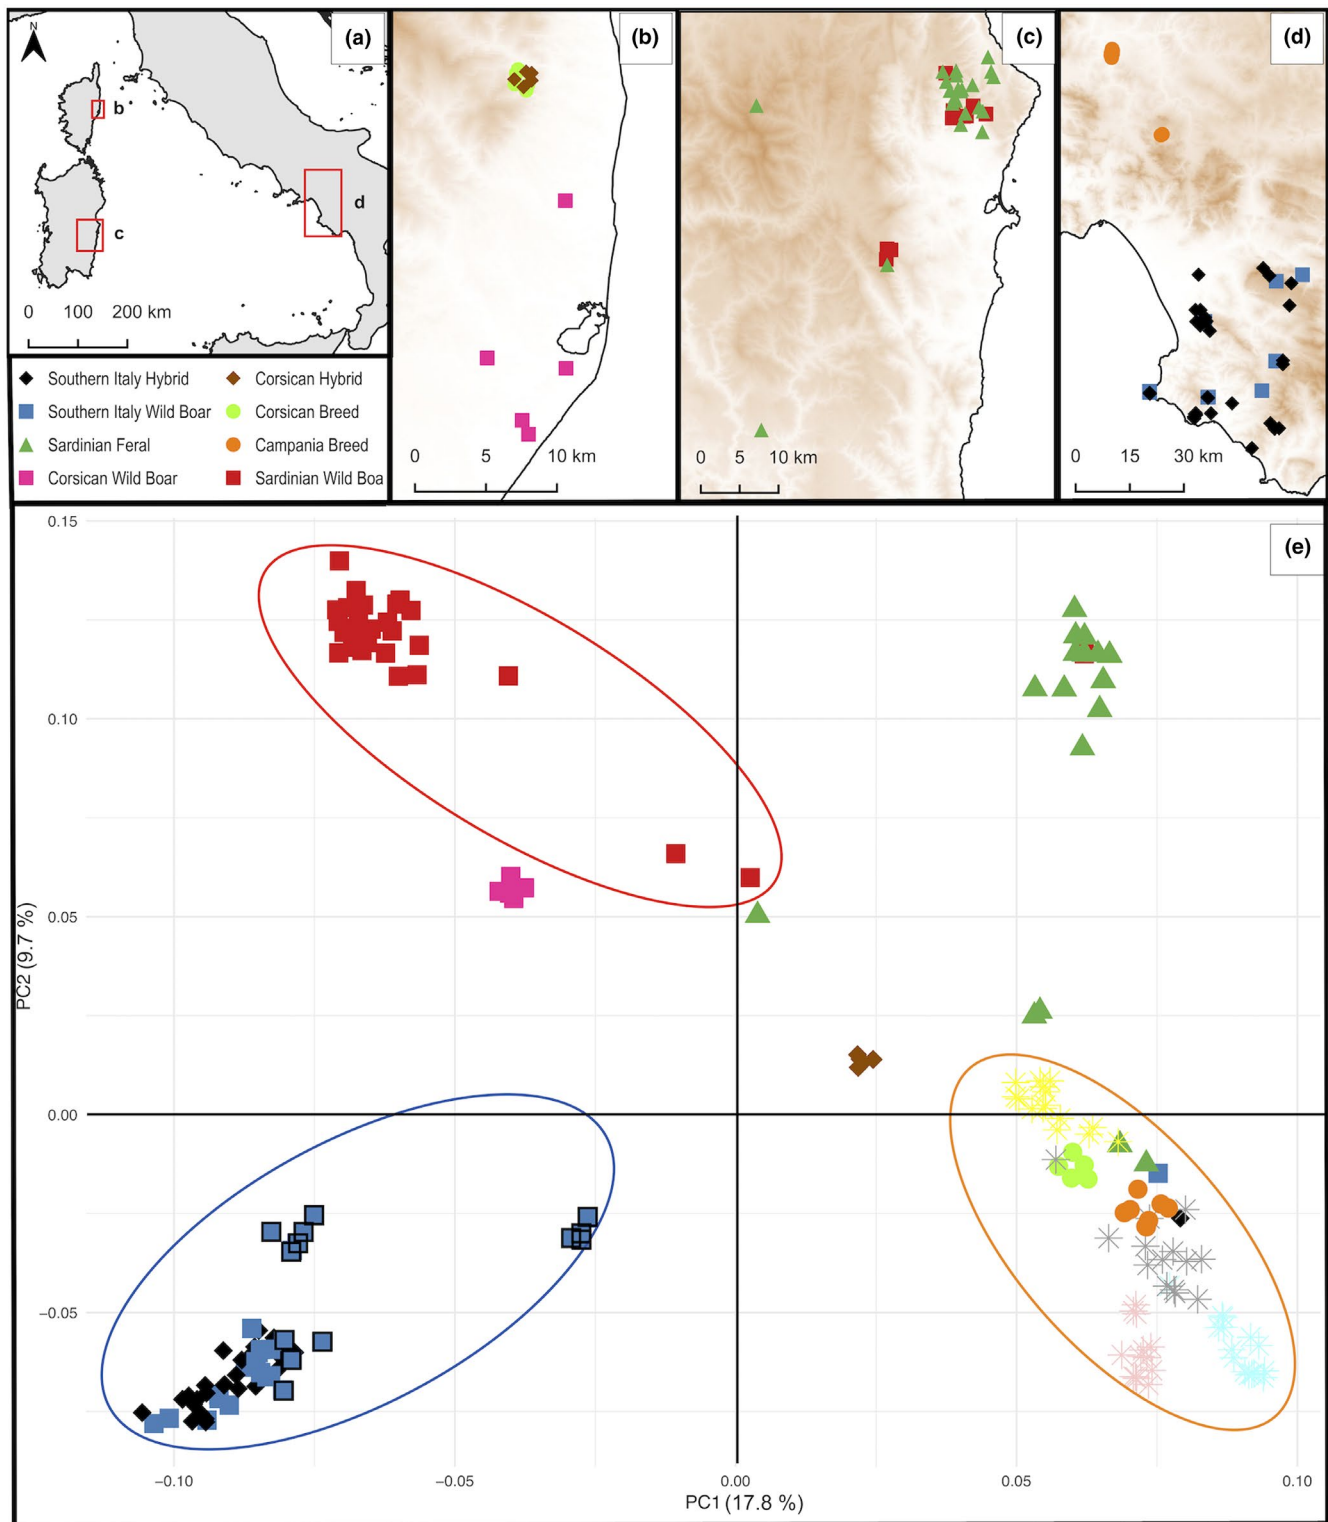 N
(a)
b
c
d
0 100 200 km
(b)
0 5 10 km
(c)
0 5 10 km
(d)
0 15 30 km
Southern Italy Hybrid
Southern Italy Wild Boar
Sardinian Feral
Corsican Wild Boar
Corsican Hybrid
Corsican Breed
Campania Breed
Sardinian Wild Boa
(e)
0.15
0.10
0.05
0.00
−0.05
PC2 (9.7 %)
−0.10 −0.05 0.00 0.05 0.10
PC1 (17.8 %)